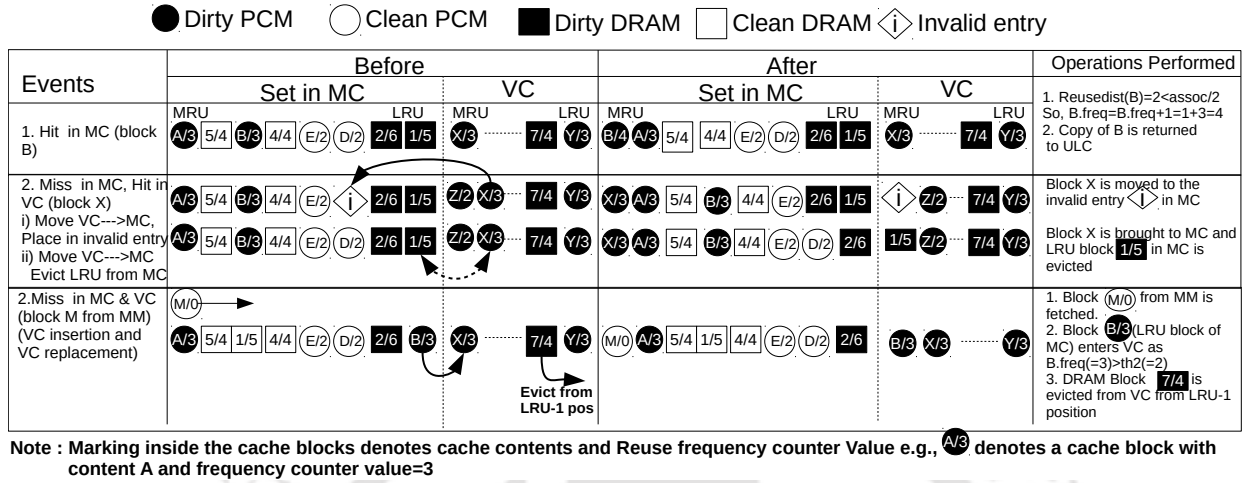 Dirty PCM Clean PCM Dirty DRAM Clean DRAM i Invalid entry
Events Before After Operations Performed
Set in MC VC Set in MC VC
MRU LRU MRU LRU MRU LRU MRU LRU
1. Hit in MC (block
B)
A/3 5/4 B/3 4/4 E/2 D/2 2/6 1/5 X/3 7/4 Y/3 B/4 A/3 5/4 4/4 E/2 D/2 2/6 1/5 X/3 7/4 Y/3
1. Reusedist(B)=2<assoc/2
So, B.freq=B.freq+1=1+3=4
2. Copy of B is returned
to ULC
2. Miss in MC, Hit in
VC (block X)
i) Move VC--->MC,
Place in invalid entry
ii) Move VC--->MC
Evict LRU from MC
A/3 5/4 B/3 4/4 E/2 i 2/6 1/5 Z/2 X/3 7/4 Y/3 X/3 A/3 5/4 B/3 4/4 E/2 2/6 1/5 i Z/2 7/4 Y/3
A/3 5/4 B/3 4/4 E/2 D/2 2/6 1/5 Z/2 X/3 7/4 Y/3 X/3 A/3 5/4 B/3 4/4 E/2 D/2 2/6 1/5 Z/2 7/4 Y/3
Block X is moved to the
invalid entry i in MC
Block X is brought to MC and
LRU block 1/5 in MC is
evicted
2.Miss in MC & VC
(block M from MM)
(VC insertion and
VC replacement)
M/0
A/3 5/4 1/5 4/4 E/2 D/2 2/6 B/3 X/3 7/4 Y/3 M/0 A/3 5/4 1/5 4/4 E/2 D/2 2/6 B/3 X/3 Y/3
Evict from
LRU-1 pos
1. Block M/0 from MM is
fetched.
2. Block B/3 (LRU block of
MC) enters VC as
B.freq(=3)>th2(=2)
3. DRAM Block 7/4 is
evicted from VC from LRU-1
position
Note : Marking inside the cache blocks denotes cache contents and Reuse frequency counter Value e.g., A/3 denotes a cache block with
content A and frequency counter value=3